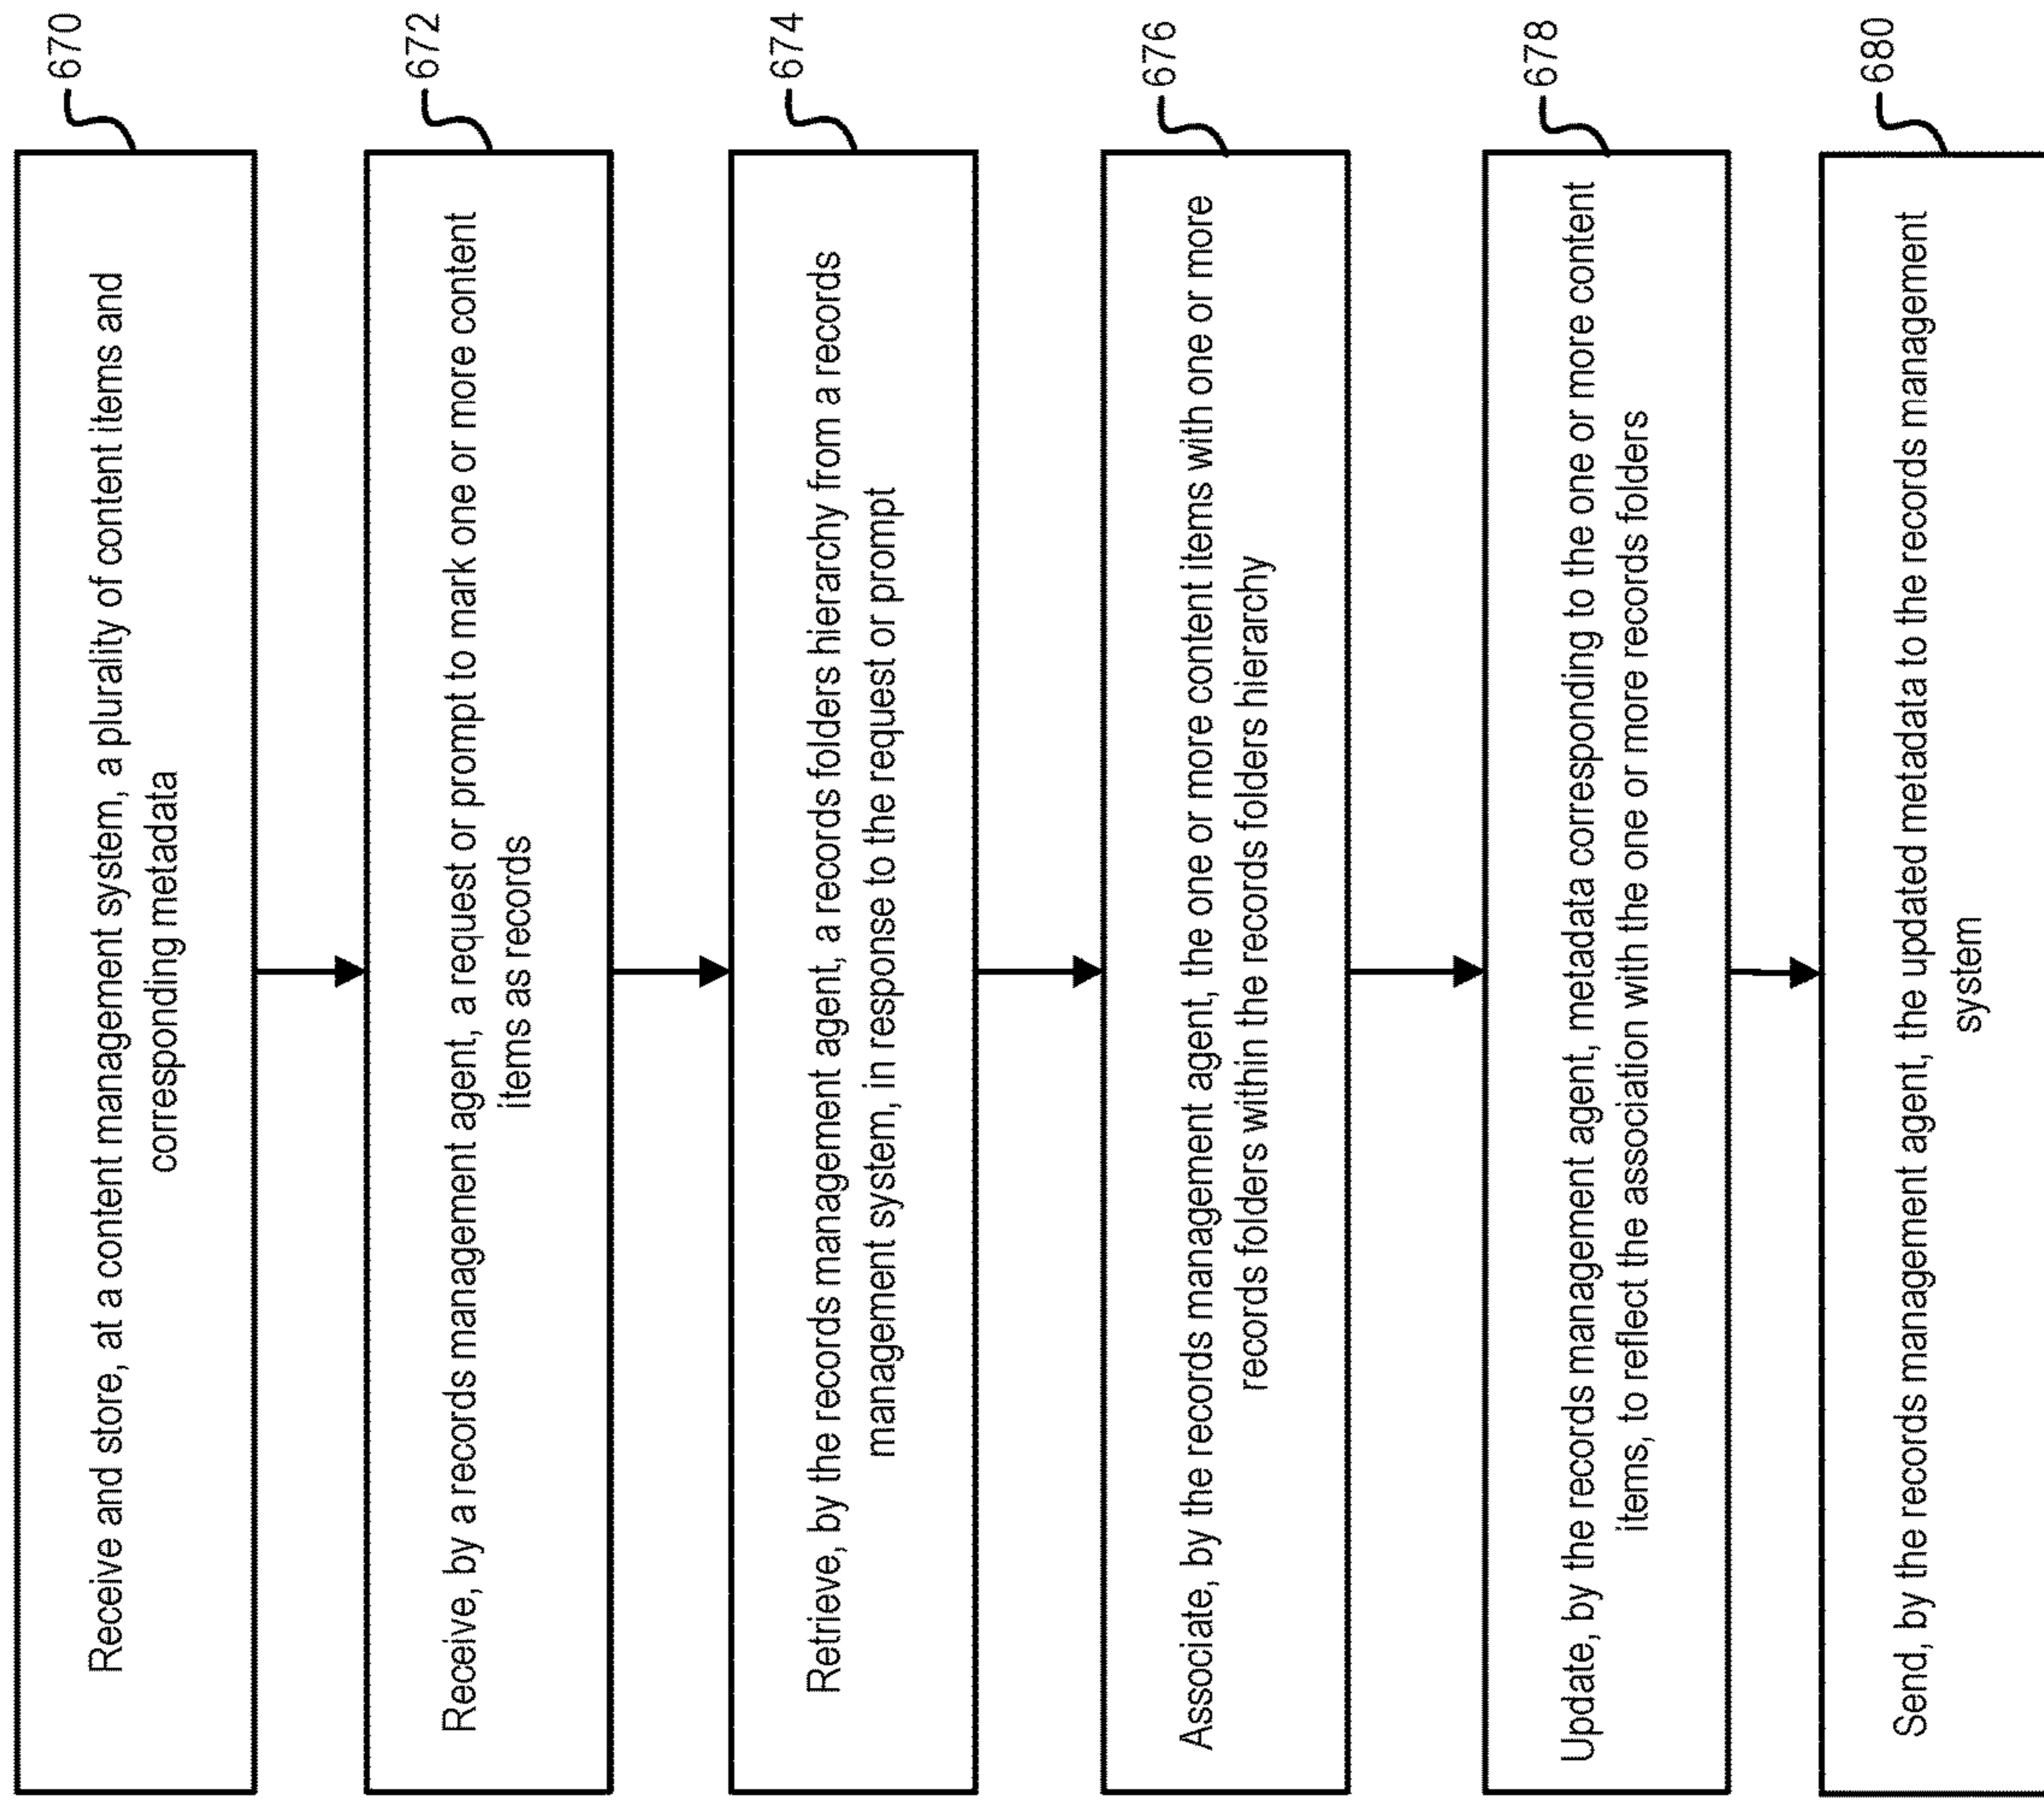 670
Receive and store, at a content management system, a plurality of content items and
corresponding metadata
672
Receive, by a records management agent, a request or prompt to mark one or more content
items as records
674
Retrieve, by the records management agent, a records folders hierarchy from a records
management system, in response to the request or prompt
676
Associate, by the records management agent, the one or more content items with one or more
records folders within the records folders hierarchy
678
Update, by the records management agent, metadata corresponding to the one or more content
items, to reflect the association with the one or more records folders
680
Send, by the records management agent, the updated metadata to the records management
system